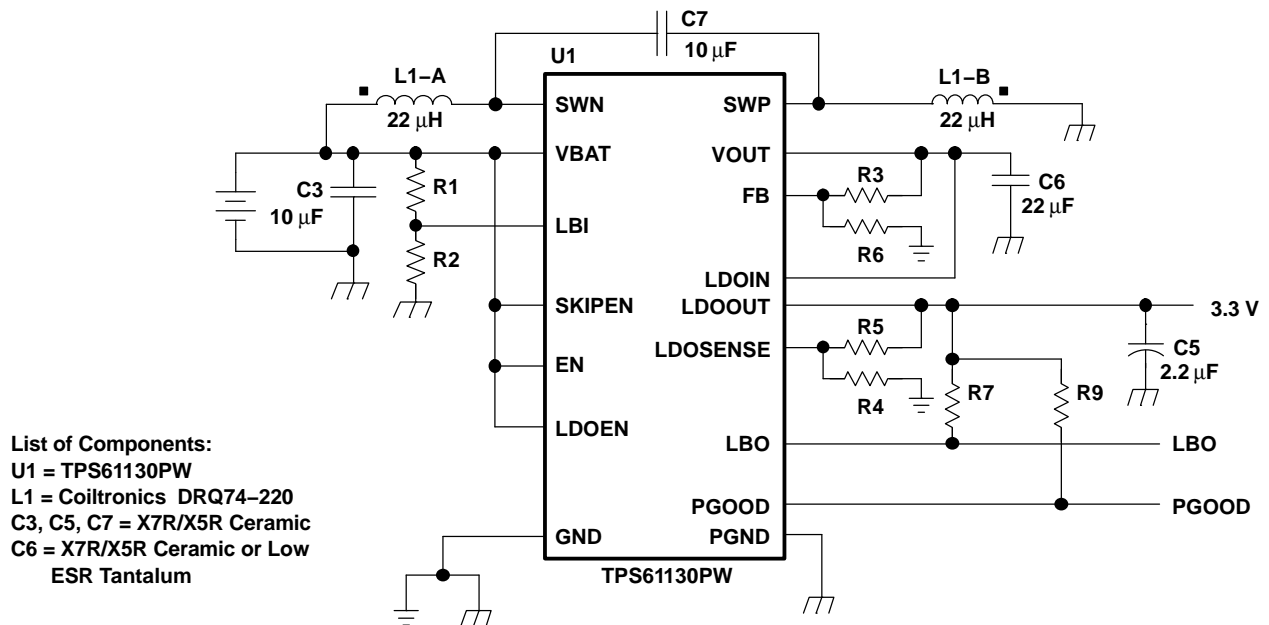 C7
10 μF
U1
L1–A
22 μH
L1–B
22 μH
SWN
SWP
VBAT
VOUT
C3
10 μF
R1
R3
C6
22 μF
FB
LBI
R2
R6
LDOIN
SKIPEN
LDOOUT
3.3 V
R5
LDOSENSE
C5
2.2 μF
EN
R4
R7
R9
LDOEN
LBO
LBO
List of Components:
U1 = TPS61130PW
L1 = Coiltronics DRQ74–220
C3, C5, C7 = X7R/X5R Ceramic
C6 = X7R/X5R Ceramic or Low
ESR Tantalum
PGOOD
PGOOD
GND
PGND
TPS61130PW